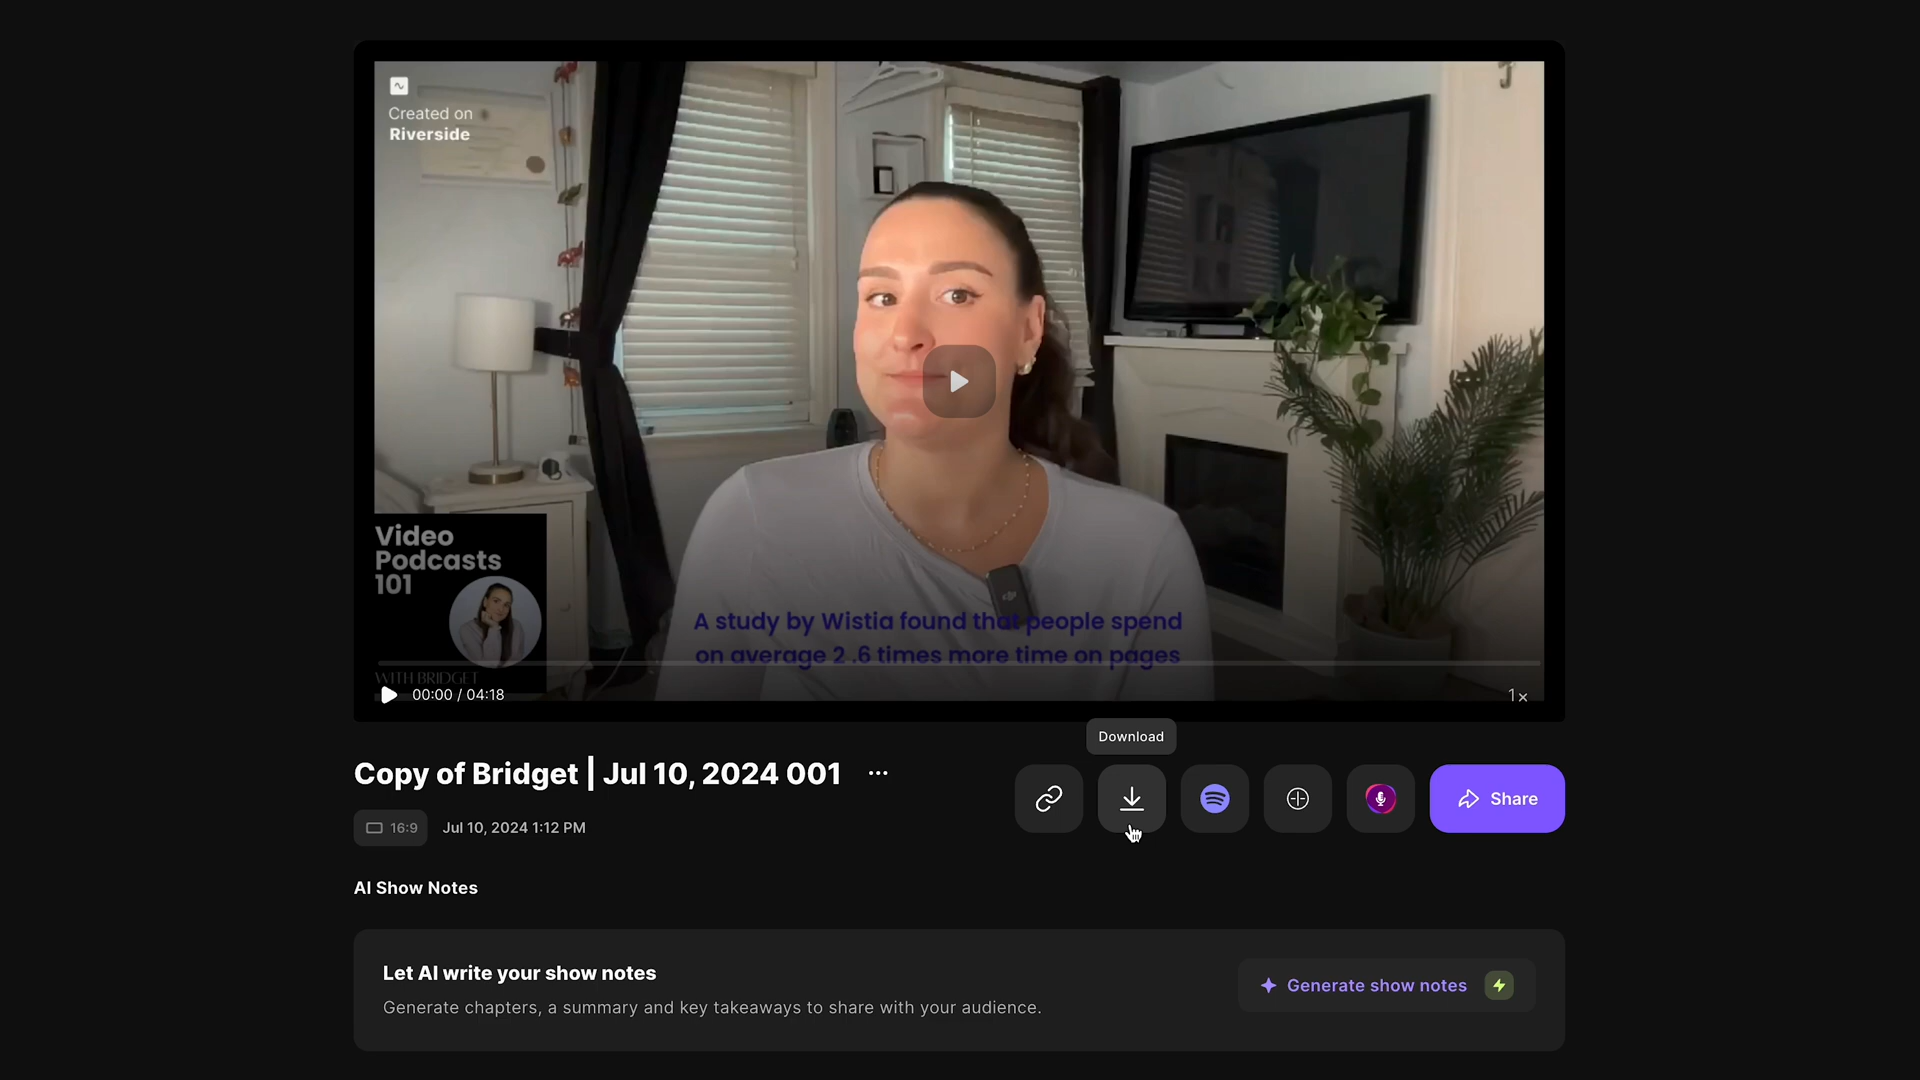 Created on
Riverside
Video
Podcasts
101
WITH BRIDGET
A study by Wistia found that people spend
on average 2 .6 times more time on pages
00:00 / 04:18
1×
Download
Copy of Bridget | Jul 10, 2024 001
...
Share
16:9
Jul 10, 2024 1:12 PM
AI Show Notes
Let AI write your show notes
Generate chapters, a summary and key takeaways to share with your audience.
Generate show notes